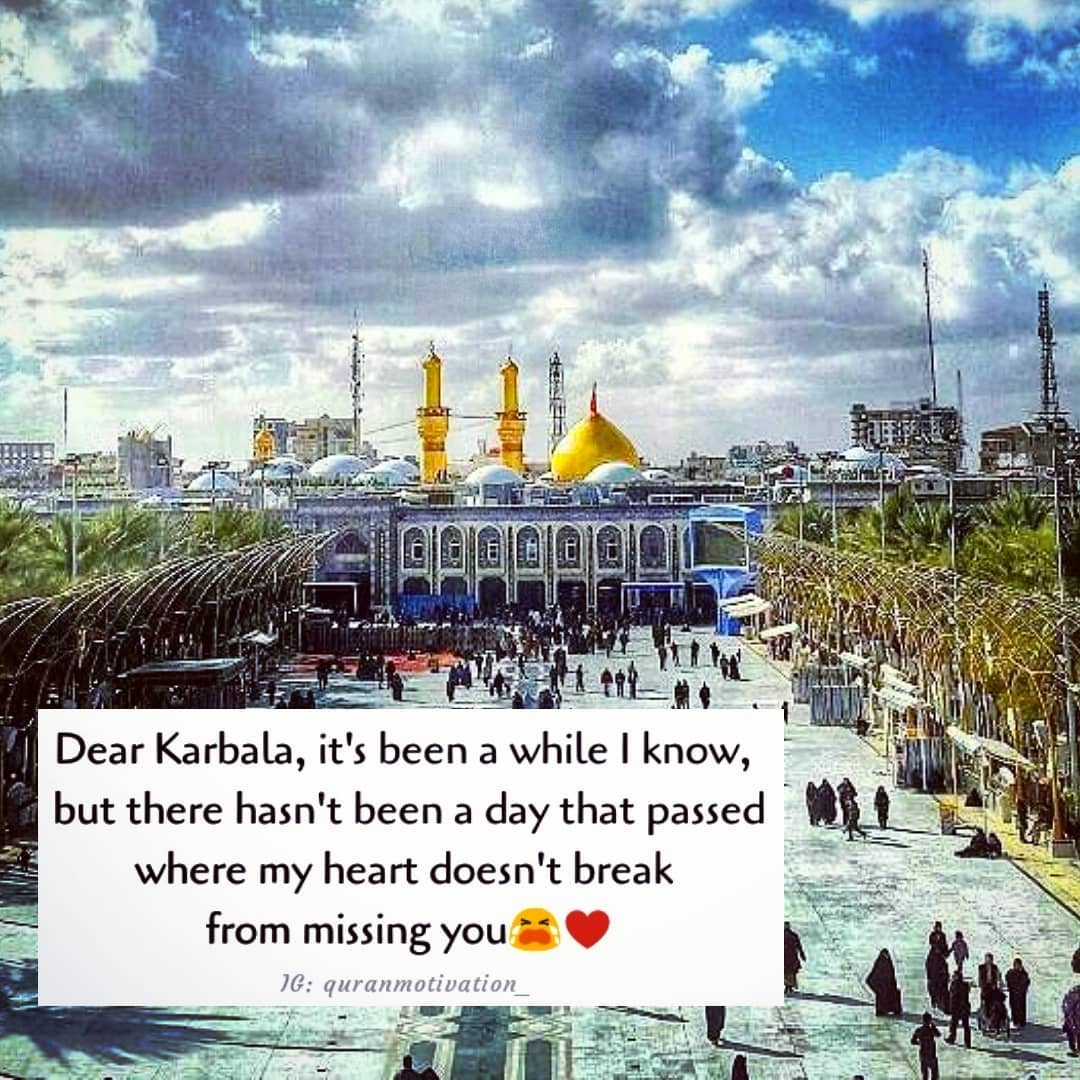 Dear Karbala, it's been a while I know,
but there hasn't been a day that passed
where my heart doesn't break
from missing you😭❤️
IG: quranmotivation_